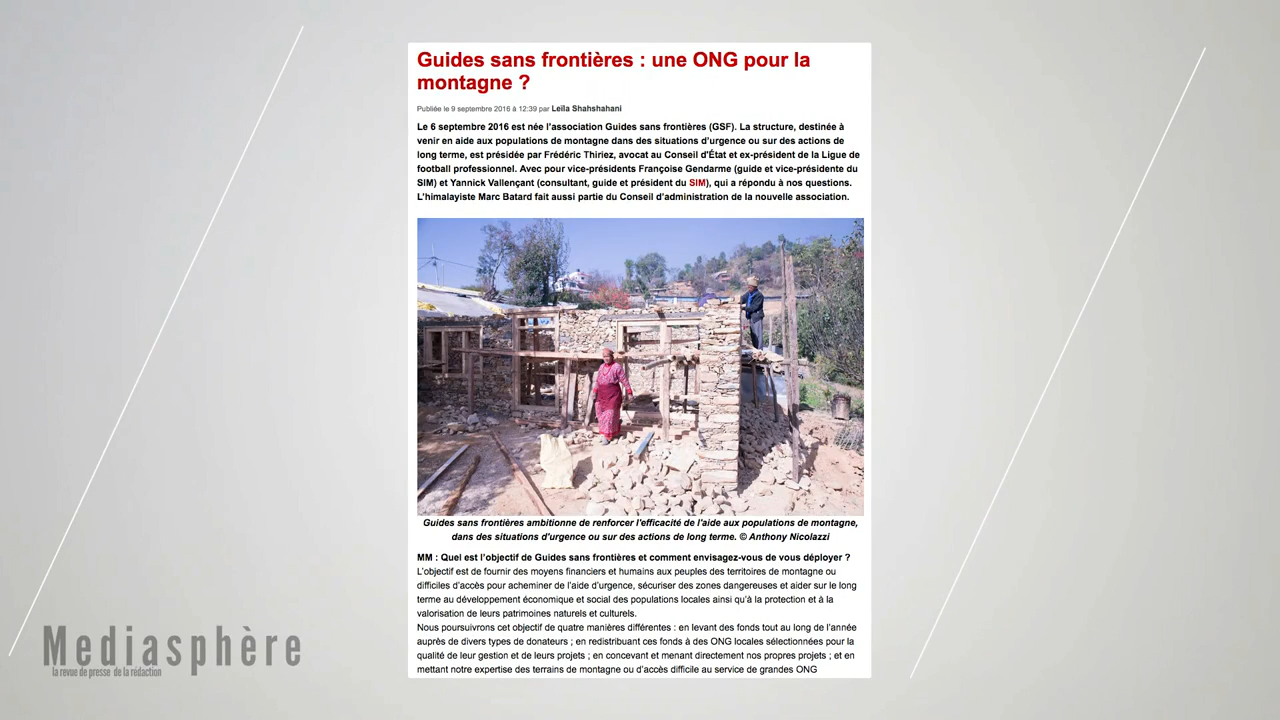 Guides sans frontières : une ONG pour la
montagne ?
Publiée le 9 septembre 2016 à 12:39 par Leïla Shahshahani
Le 6 septembre 2016 est née l'association Guides sans frontières (GSF). La structure, destinée à
venir en aide aux populations de montagne dans des situations d'urgence ou sur des actions de
long terme, est présidée par Frédéric Thiriez, avocat au Conseil d'État et ex-président de la Ligue de
football professionnel. Avec pour vice-présidents Françoise Gendarme (guide et vice-présidente du
SIM) et Yannick Vallençant (consultant, guide et président du SIM), qui a répondu à nos questions.
L'himalayiste Marc Batard fait aussi partie du Conseil d'administration de la nouvelle association.
Guides sans frontières ambitionne de renforcer l'efficacité de l'aide aux populations de montagne,
dans des situations d'urgence ou sur des actions de long terme. © Anthony Nicolazzi
MM : Quel est l'objectif de Guides sans frontières et comment envisagez-vous de vous déployer ?
L'objectif est de fournir des moyens financiers et humains aux peuples des territoires de montagne ou
difficiles d'accès pour acheminer de l'aide d'urgence, sécuriser des zones dangereuses et aider sur le long
terme au développement économique et social des populations locales ainsi qu'à la protection et à la
valorisation de leurs patrimoines naturels et culturels.
Nous poursuivrons cet objectif de quatre manières différentes : en levant des fonds tout au long de l'année
auprès de divers types de donateurs ; en redistribuant ces fonds à des ONG locales sélectionnées pour la
qualité de leur gestion et de leurs projets ; en concevant et menant directement nos propres projets ; et en
mettant notre expertise des terrains de montagne ou d'accès difficile au service de grandes ONG
Mediasphère
la revue de presse de la rédaction